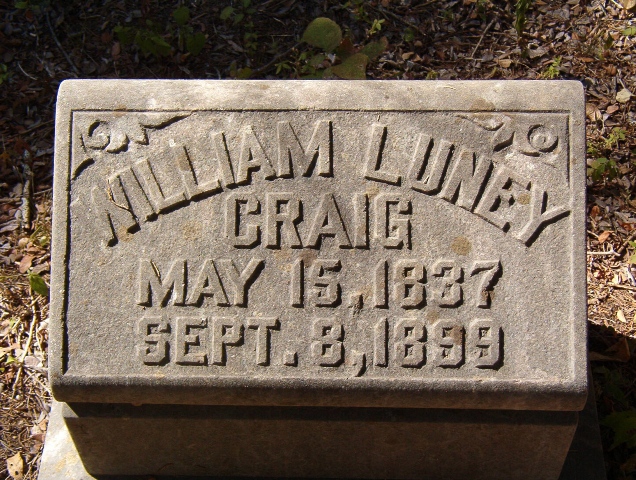 WILLIAM LUNEY
CRAIG
MAY 15, 1837
SEPT. 8, 1899